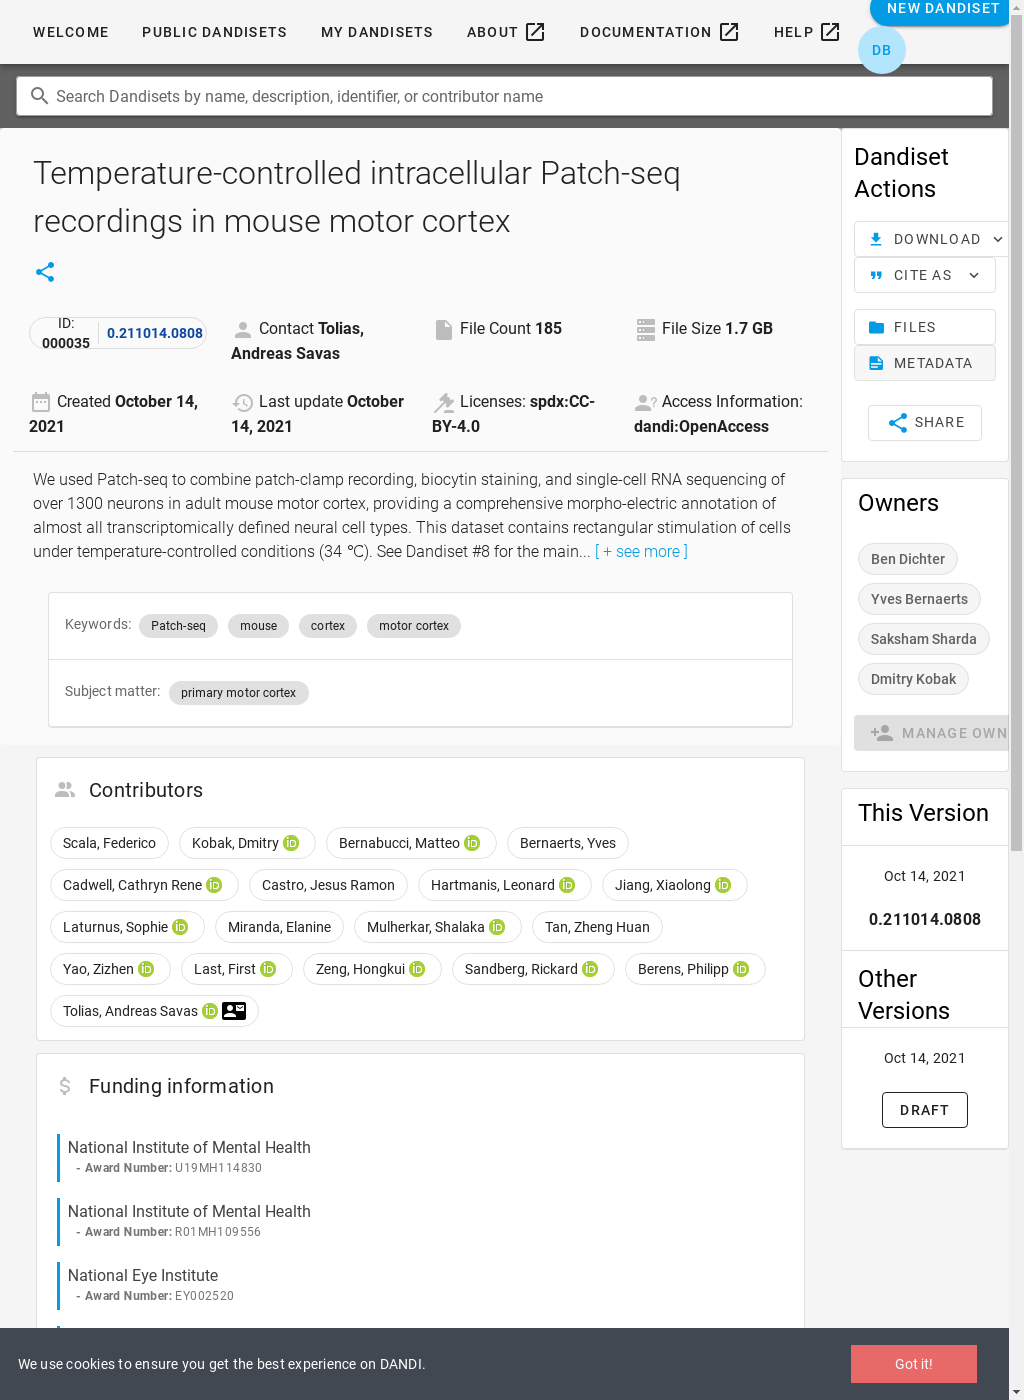 WELCOME PUBLIC DANDISETS MY DANDISETS ABOUT DOCUMENTATION HELP NEW DANDISET
DB
Search Dandisets by name, description, identifier, or contributor name
Temperature-controlled intracellular Patch-seq
recordings in mouse motor cortex
ID:
000035
0.211014.0808
Contact Tolias,
Andreas Savas
File Count 185
File Size 1.7 GB
Created October 14,
2021
Last update October
14, 2021
Licenses: spdx:CC-
BY-4.0
Access Information:
dandi:OpenAccess
We used Patch-seq to combine patch-clamp recording, biocytin staining, and single-cell RNA sequencing of
over 1300 neurons in adult mouse motor cortex, providing a comprehensive morpho-electric annotation of
almost all transcriptomically defined neural cell types. This dataset contains rectangular stimulation of cells
under temperature-controlled conditions (34 ℃). See Dandiset #8 for the main... [ + see more ]
Keywords: Patch-seq mouse cortex motor cortex
Subject matter: primary motor cortex
Contributors
Scala, Federico Kobak, Dmitry iD Bernabucci, Matteo iD Bernaerts, Yves
Cadwell, Cathryn Rene iD Castro, Jesus Ramon Hartmanis, Leonard iD Jiang, Xiaolong iD
Laturnus, Sophie iD Miranda, Elanine Mulherkar, Shalaka iD Tan, Zheng Huan
Yao, Zizhen iD Last, First iD Zeng, Hongkui iD Sandberg, Rickard iD Berens, Philipp iD
Tolias, Andreas Savas iD
Funding information
National Institute of Mental Health
- Award Number: U19MH114830
National Institute of Mental Health
- Award Number: R01MH109556
National Eye Institute
- Award Number: EY002520
Dandiset
Actions
DOWNLOAD
CITE AS
FILES
METADATA
SHARE
Owners
Ben Dichter
Yves Bernaerts
Saksham Sharda
Dmitry Kobak
MANAGE OWN
This Version
Oct 14, 2021
0.211014.0808
Other
Versions
Oct 14, 2021
DRAFT
We use cookies to ensure you get the best experience on DANDI.
Got it!